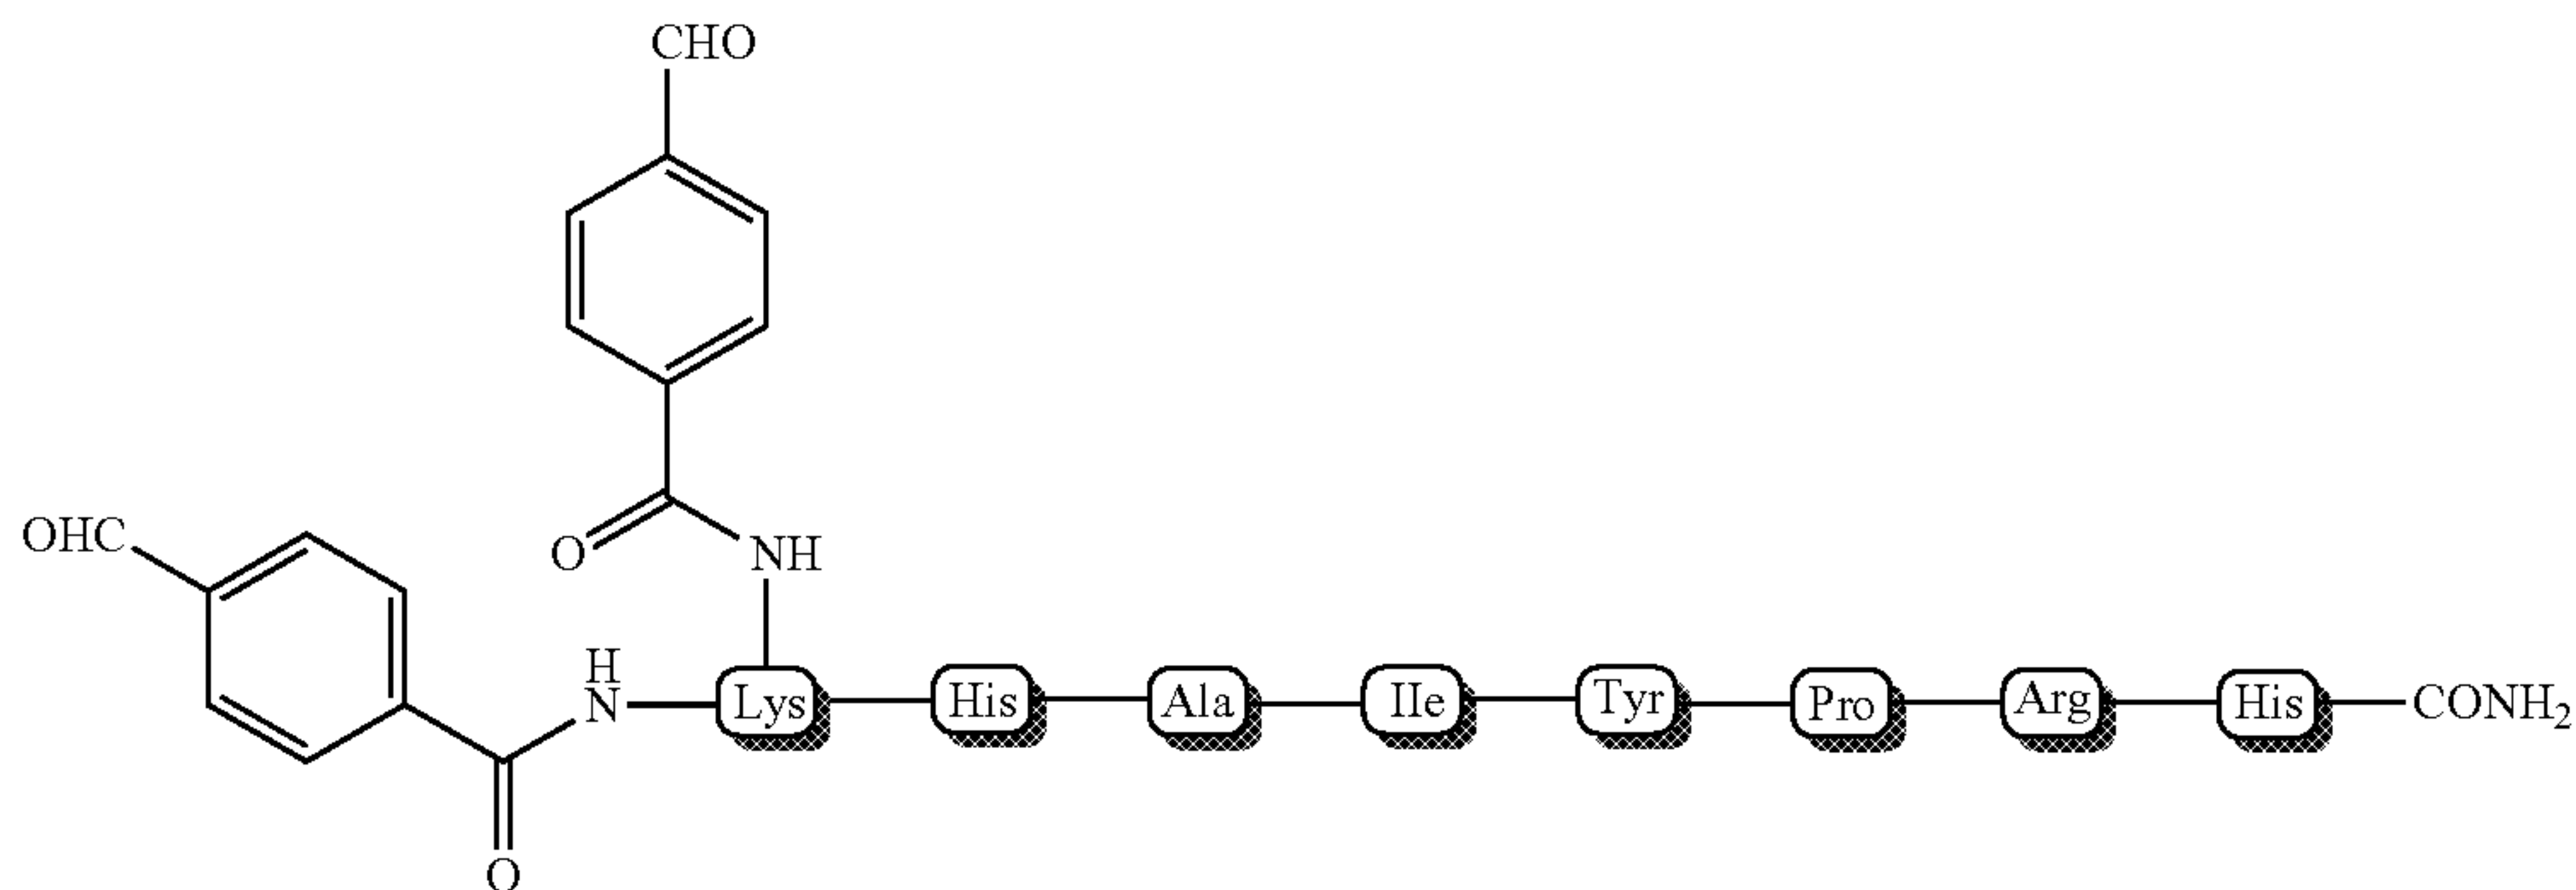 CHO
O
NH
OHC
H
N
Lys His Ala IIe Tyr Pro Arg His CONH2
O